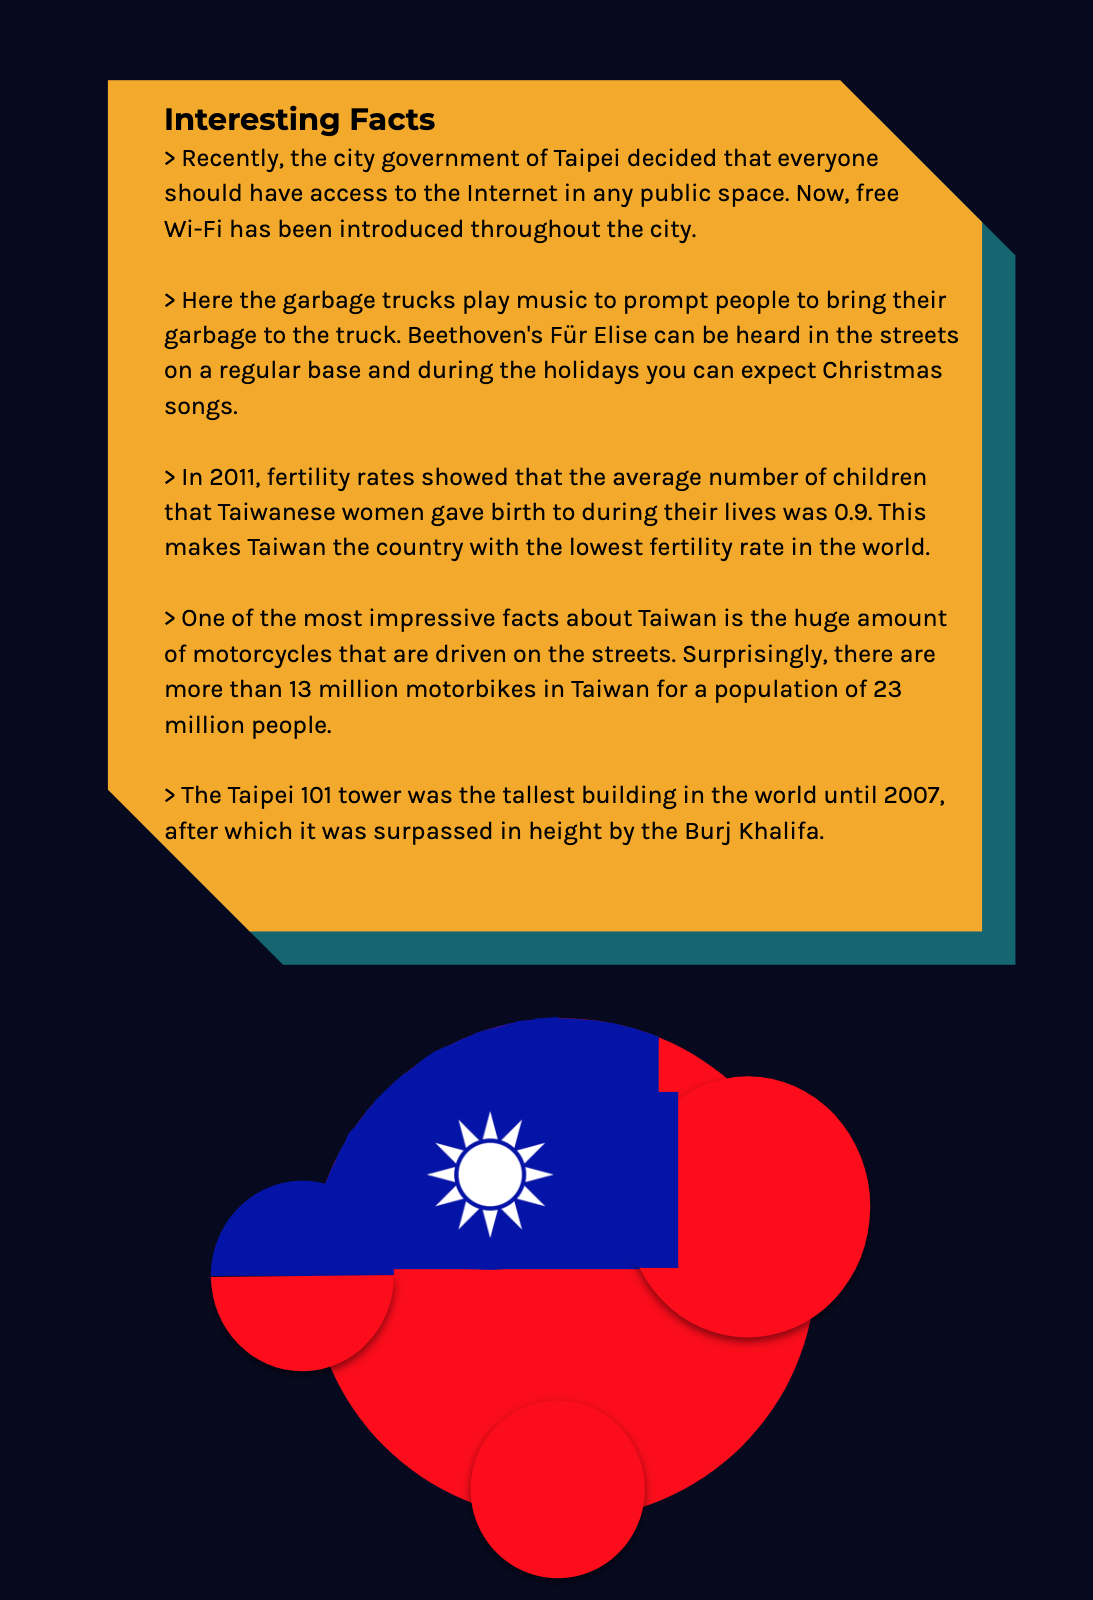 Interesting Facts
> Recently, the city government of Taipei decided that everyone
should have access to the Internet in any public space. Now, free
Wi-Fi has been introduced throughout the city.
> Here the garbage trucks play music to prompt people to bring their
garbage to the truck. Beethoven's Für Elise can be heard in the streets
on a regular base and during the holidays you can expect Christmas
songs.
> In 2011, fertility rates showed that the average number of children
that Taiwanese women gave birth to during their lives was 0.9. This
makes Taiwan the country with the lowest fertility rate in the world.
> One of the most impressive facts about Taiwan is the huge amount
of motorcycles that are driven on the streets. Surprisingly, there are
more than 13 million motorbikes in Taiwan for a population of 23
million people.
> The Taipei 101 tower was the tallest building in the world until 2007,
after which it was surpassed in height by the Burj Khalifa.